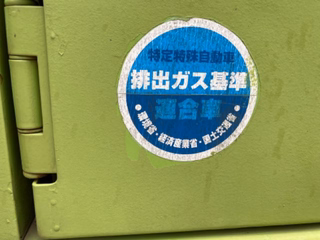 特定特殊自動車
排出ガス基準
適合車
・環境省・経済産業省・国土交通省・